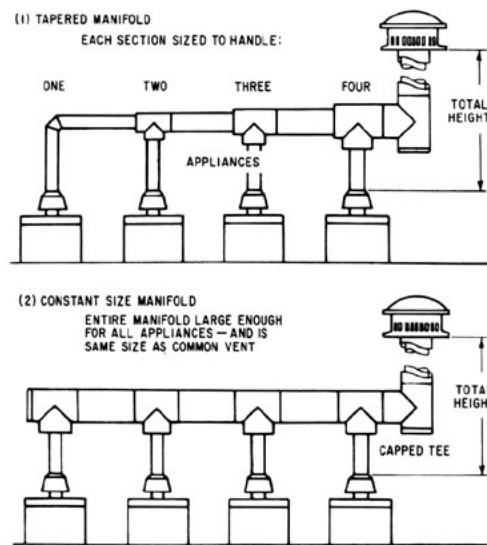 (1) TAPERED MANIFOLD
EACH SECTION SIZED TO HANDLE:
ONE
TWO
THREE
FOUR
TOTAL
HEIGHT
APPLIANCES
(2) CONSTANT SIZE MANIFOLD
ENTIRE MANIFOLD LARGE ENOUGH
FOR ALL APPLIANCES — AND IS
SAME SIZE AS COMMON VENT
TOTAL
HEIGHT
CAPPED TEE